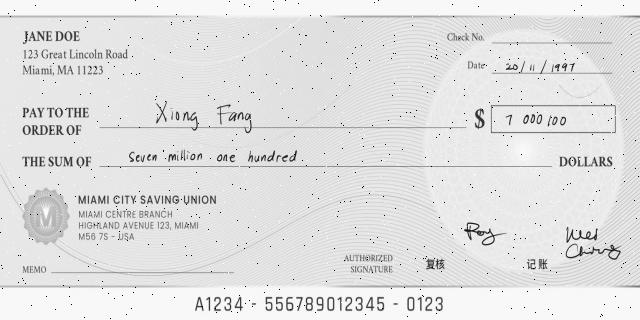 JANE DOE
123 Great Lincoln Road
Miami, MA 11223
Check No.
Date 20/11/1997
PAY TO THE
ORDER OF
Xiong Fang
$ 7 000 100
THE SUM OF Seven million one hundred DOLLARS
MIAMI CITY SAVING UNION
MIAMI CENTRE BRANCH
HIGHLAND AVENUE 123, MIAMI
M56 7S - USA
M
MEMO
AUTHORIZED
SIGNATURE
复核
Roy
记账
A1234 - 556789012345 - 0123